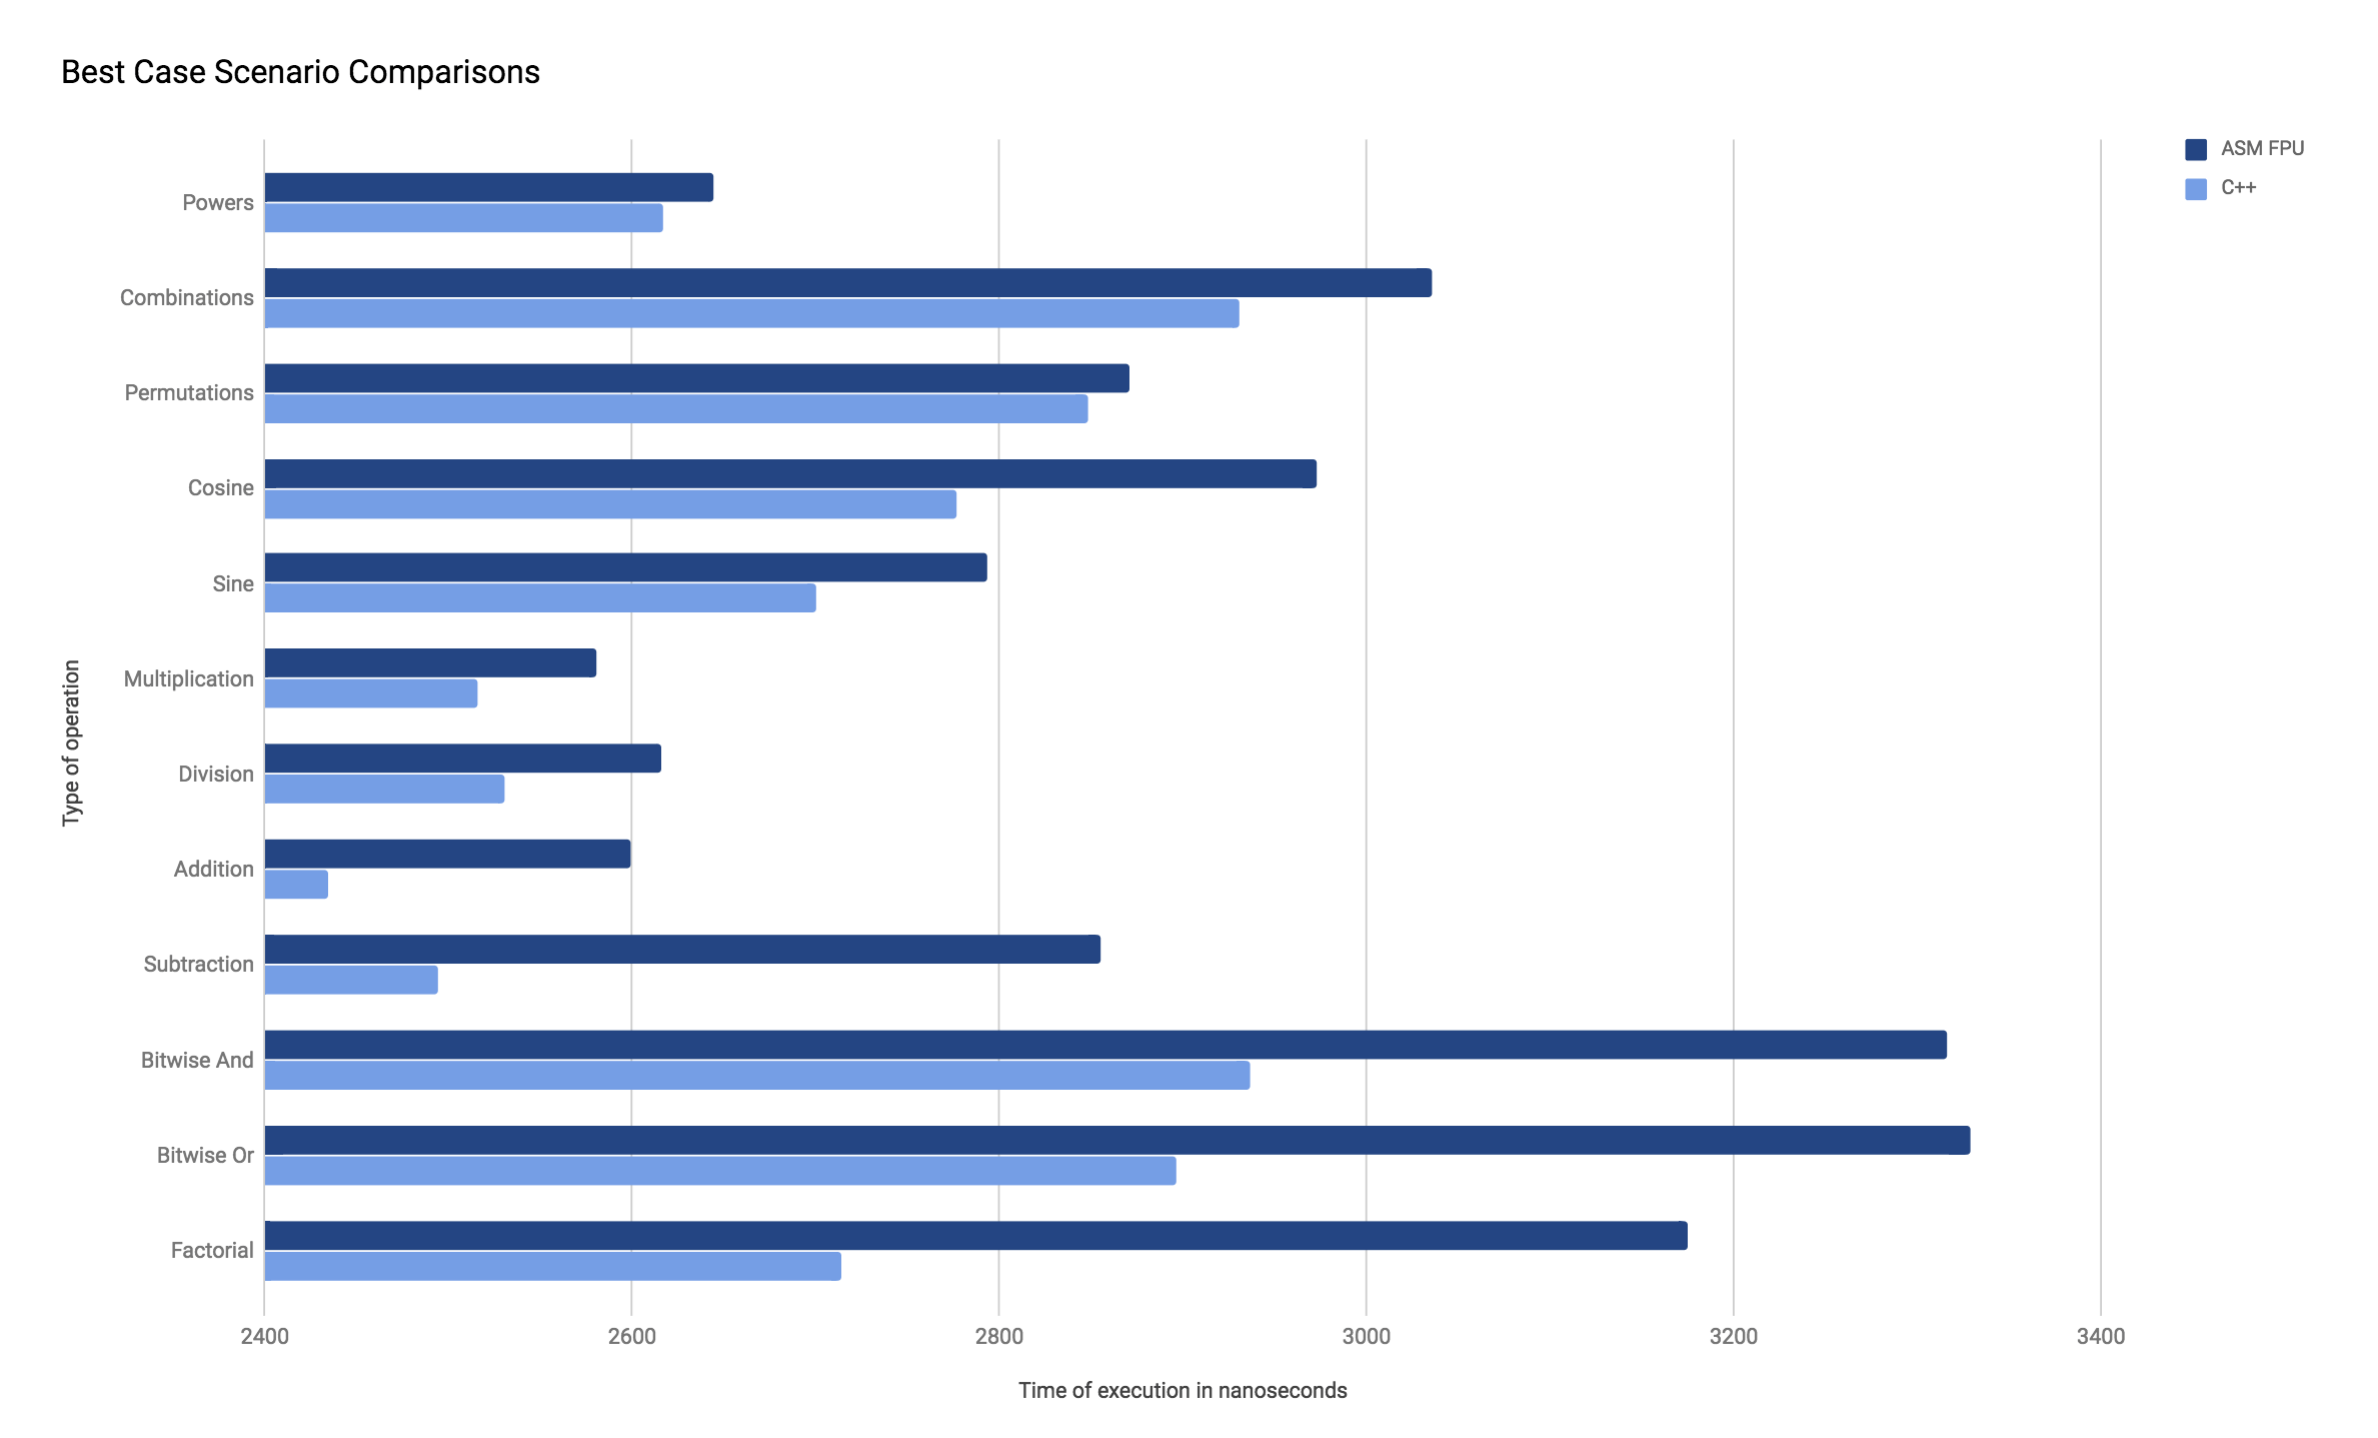 Best Case Scenario Comparisons
ASM FPU
C++
Type of operation
Powers
Combinations
Permutations
Cosine
Sine
Multiplication
Division
Addition
Subtraction
Bitwise And
Bitwise Or
Factorial
2400 2600 2800 3000 3200 3400
Time of execution in nanoseconds